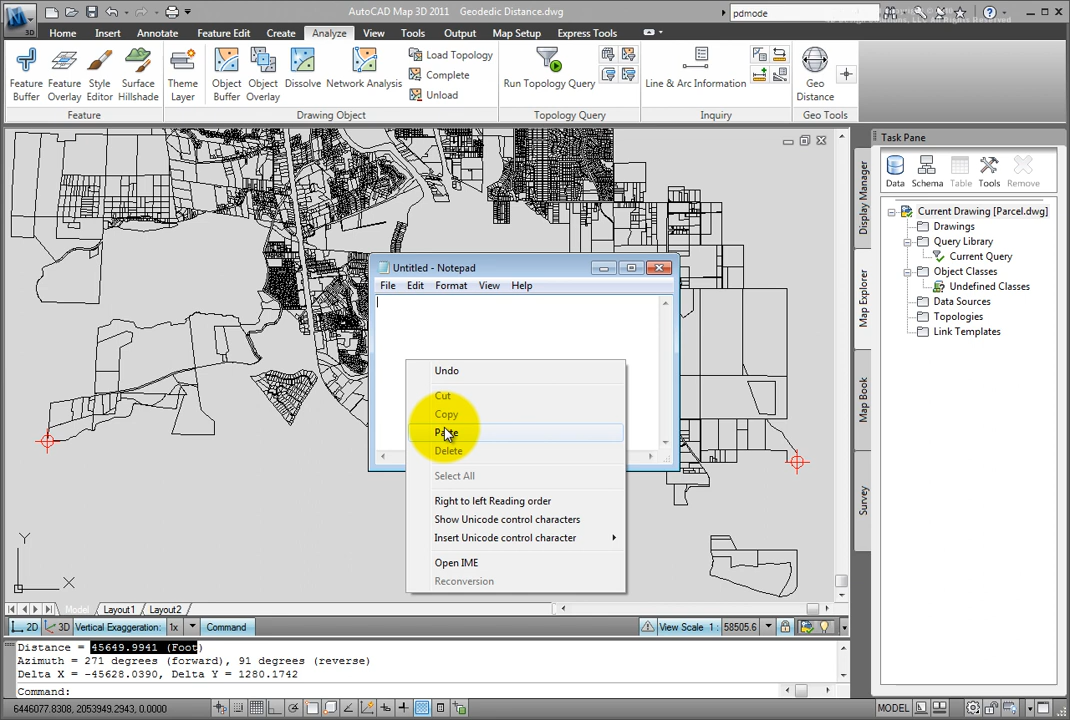 AutoCAD Map 3D 2011 Geodedic Distance.dwg
pdmode
Home Insert Annotate Feature Edit Create Analyze View Tools Output Map Setup Express Tools
Feature Buffer
Feature Overlay
Style Editor
Surface Hillshade
Theme Layer
Object Buffer
Object Overlay
Dissolve
Network Analysis
Load Topology
Complete
Unload
Run Topology Query
Line & Arc Information
Geo Distance
Feature Drawing Object Topology Query Inquiry Geo Tools
Task Pane
Data Schema Table Tools Remove
Display Manager
Map Explorer
Map Book
Survey
Current Drawing [Parcel.dwg]
Drawings
Query Library
Current Query
Object Classes
Undefined Classes
Data Sources
Topologies
Link Templates
Untitled - Notepad
File Edit Format View Help
Undo
Cut
Copy
Paste
Delete
Select All
Right to left Reading order
Show Unicode control characters
Insert Unicode control character
Open IME
Reconversion
Y
X
Model Layout1 Layout2
2D 3D Vertical Exaggeration: 1x Command
View Scale 1 : 58505.6
Distance = 45649.9941 (Foot)
Azimuth = 271 degrees (forward), 91 degrees (reverse)
Delta X = -45628.0390, Delta Y = 1280.1742
Command:
6446077.8308, 2053949.2943, 0.0000
MODEL